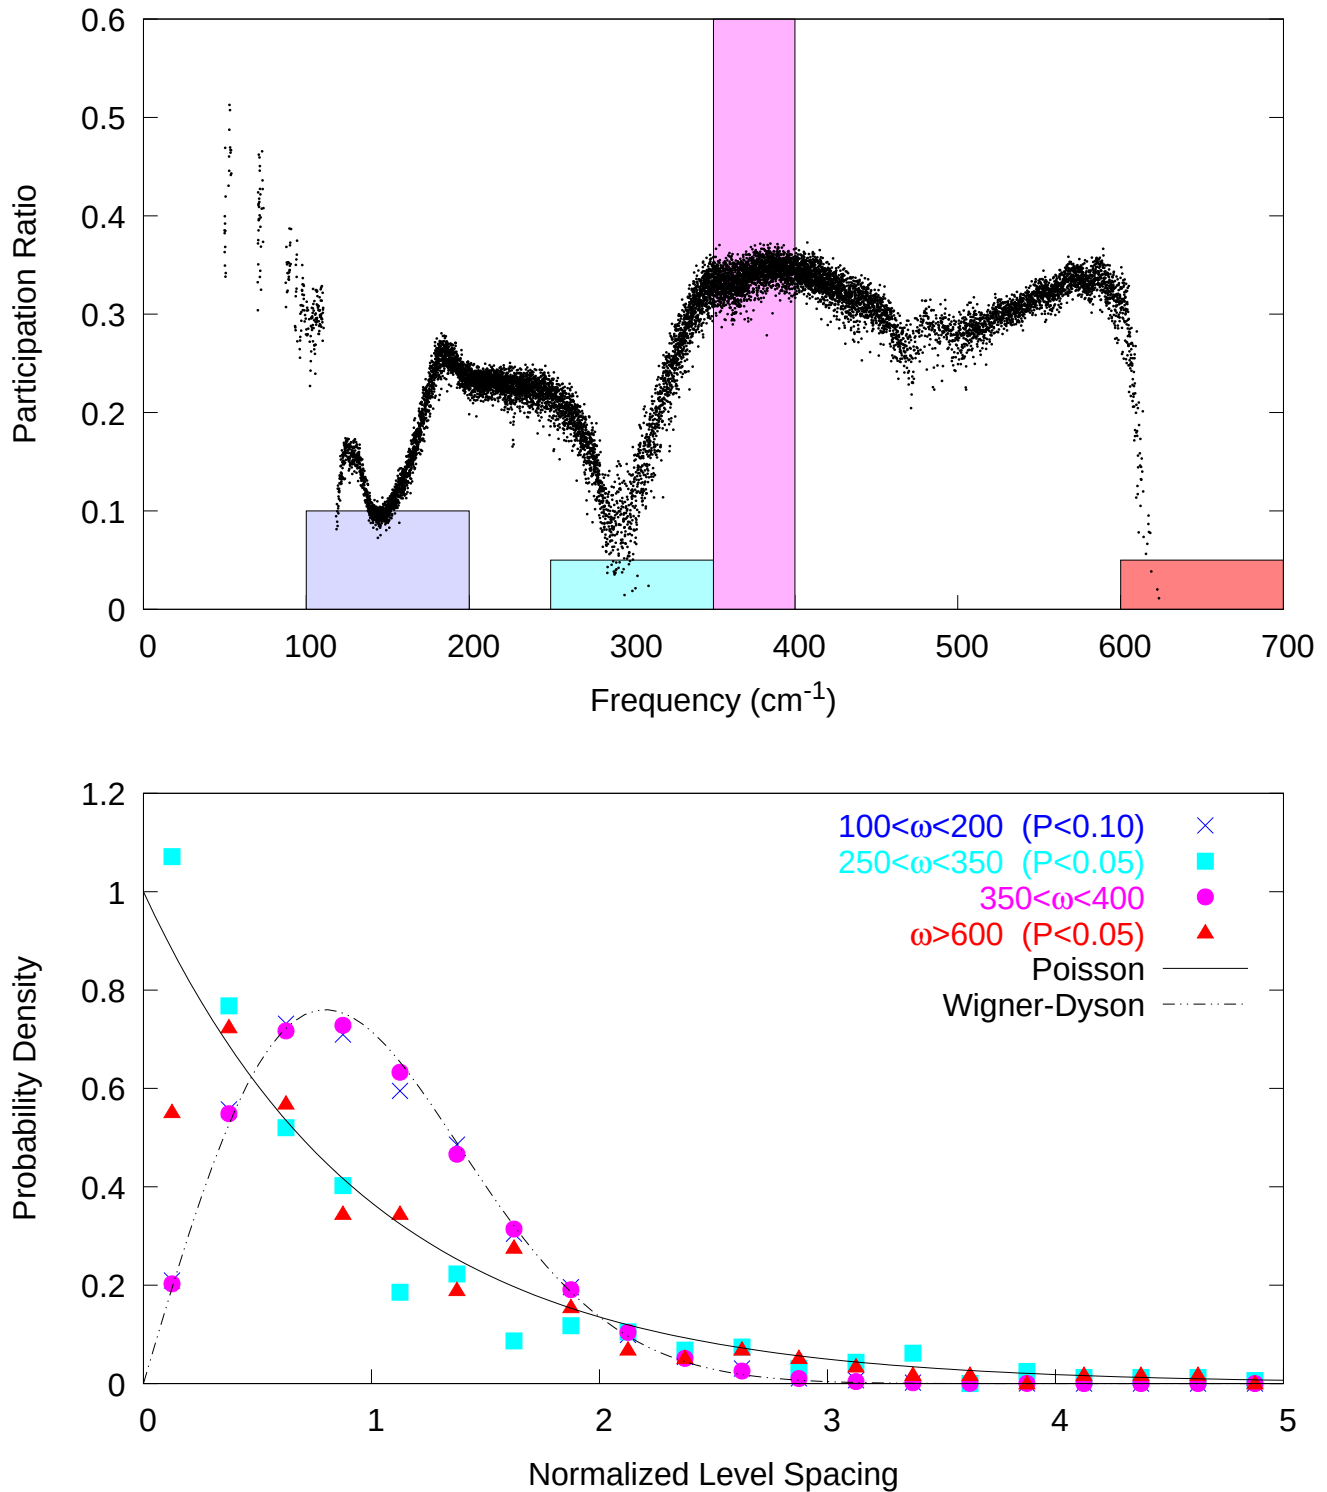 0.6
0.5
0.4
0.3
0.2
0.1
0
Participation Ratio
0 100 200 300 400 500 600 700
Frequency (cm-1)
1.2
1
0.8
0.6
0.4
0.2
0
Probability Density
100<ω<200 (P<0.10)
250<ω<350 (P<0.05)
350<ω<400
ω>600 (P<0.05)
Poisson
Wigner-Dyson
0 1 2 3 4 5
Normalized Level Spacing